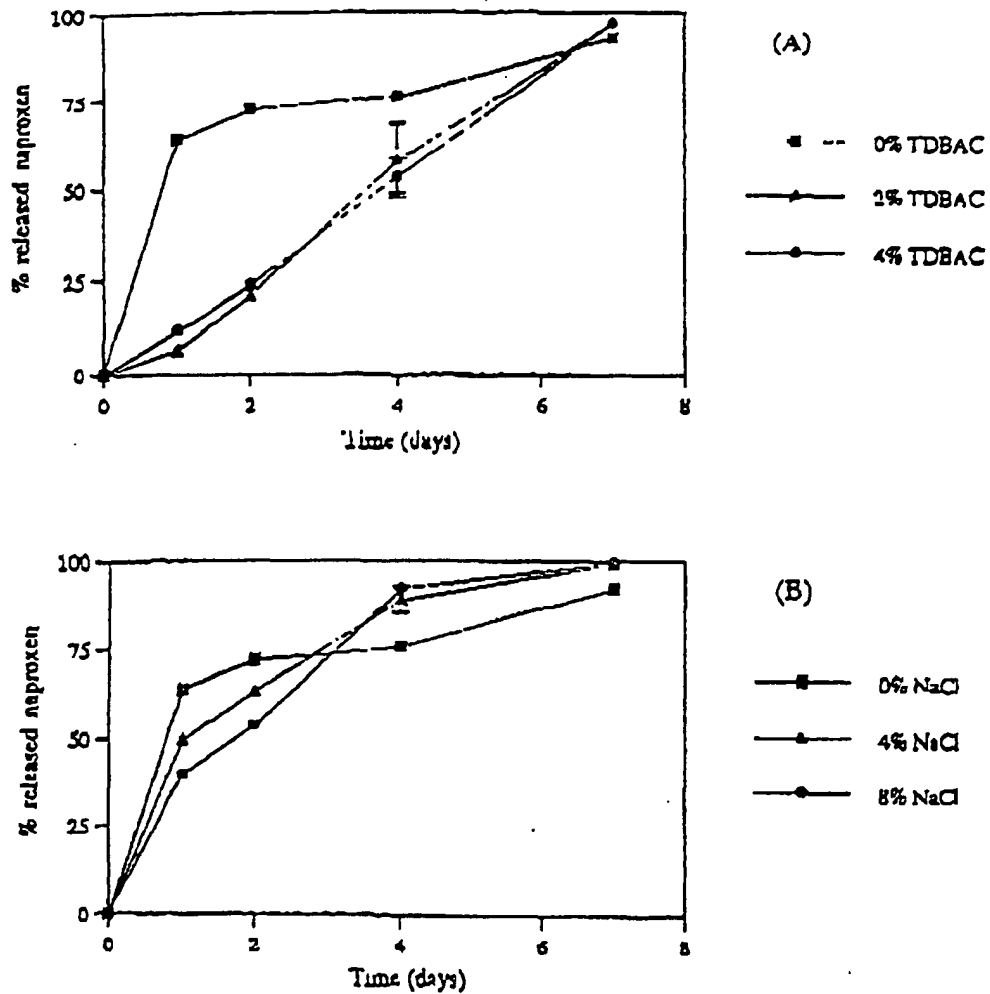 100
75
50
25
0
% released naproxen
0 2 4 6 8
Time (days)
(A)
0% TDBAC
2% TDBAC
4% TDBAC
100
75
50
25
0
% released naproxen
0 2 4 6 8
Time (days)
(B)
0% NaCl
4% NaCl
8% NaCl